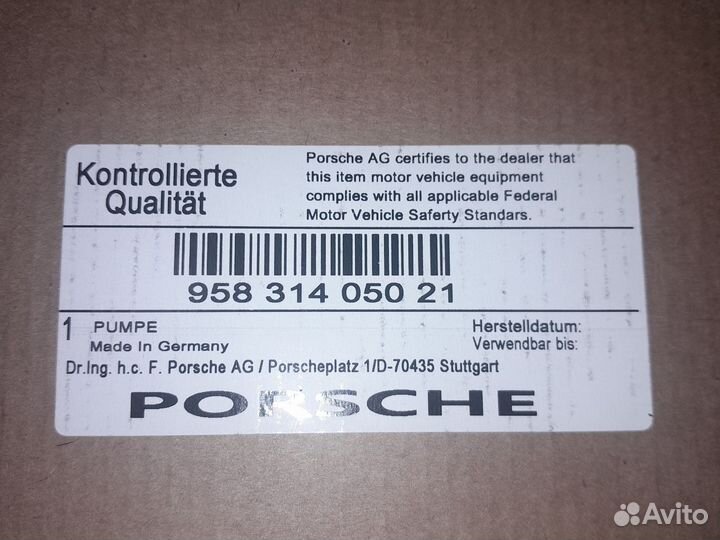 Kontrollierte
Qualität
Porsche AG certifies to the dealer that
this item motor vehicle equipment
complies with all applicable Federal
Motor Vehicle Saferty Standars.
958 314 050 21
1 PUMPE
Made In Germany
Herstelldatum:
Verwendbar bis:
Dr.Ing. h.c. F. Porsche AG / Porscheplatz 1/D-70435 Stuttgart
PORSCHE
Avito